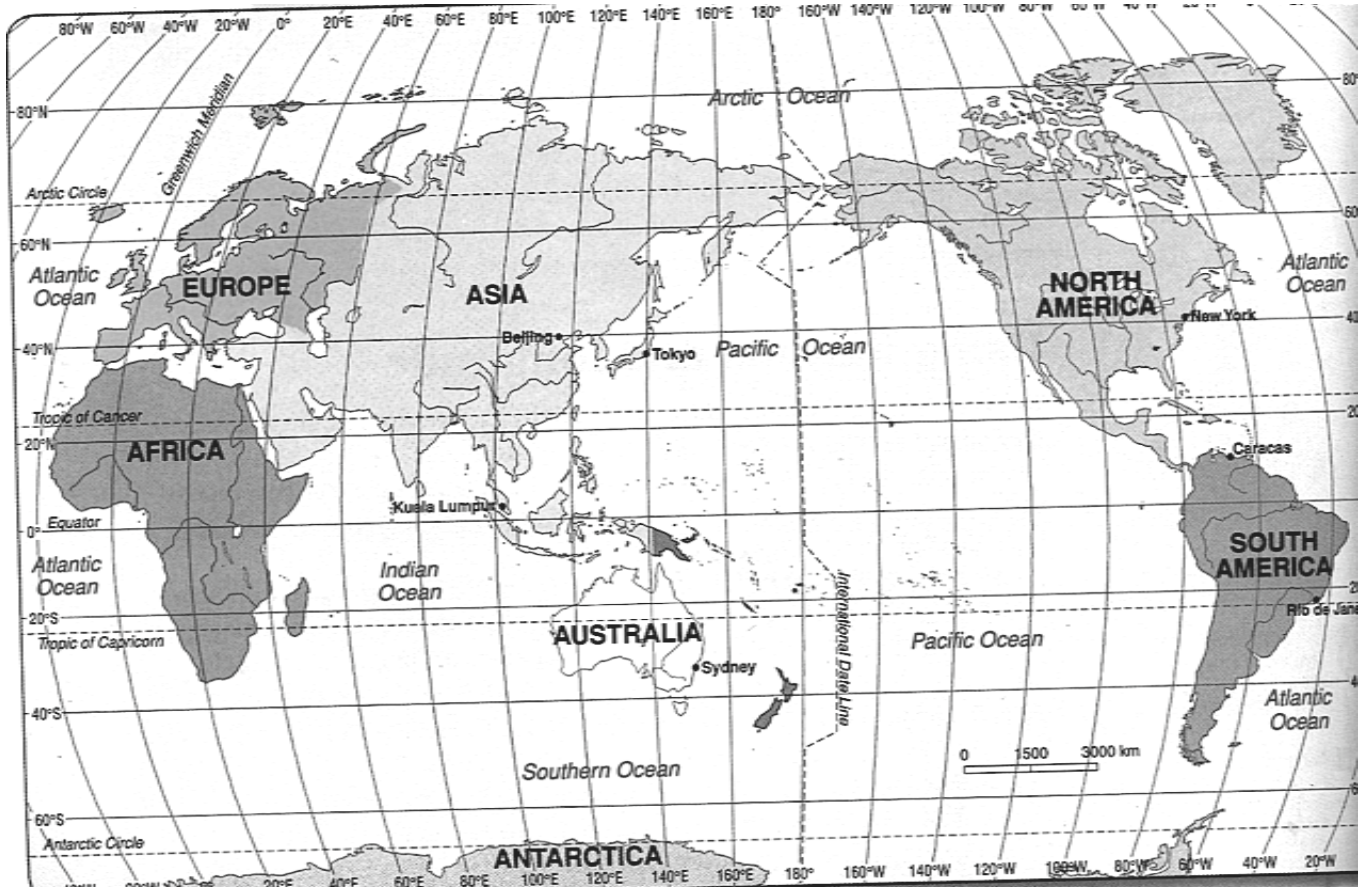 80°W 60°W 40°W 20°W 0° 20°E 40°E 60°E 80°E 100°E 120°E 140°E 160°E 180° 160°W 140°W 120°W 100°W 80°W 60°W 40°W
80°N
Greenwich Meridian
Arctic Ocean
80°
Arctic Circle
60°N
60°
Atlantic
Ocean
EUROPE
ASIA
NORTH
AMERICA
Atlantic
Ocean
New York
Beijing
40°N
Tokyo
Pacific Ocean
40
Tropic of Cancer
20°N
20
AFRICA
Caracas
Kuala Lumpur
Equator
0°
Atlantic
Ocean
Indian
Ocean
International Date Line
SOUTH
AMERICA
20°S
Rio de Jane
Tropic of Capricorn
AUSTRALIA
Pacific Ocean
Sydney
40°S
Atlantic
Ocean
0 1500 3000 km
Southern Ocean
60°S
Antarctic Circle
ANTARCTICA
20°E 40°E 60°E 80°E 100°E 120°E 140°E 160°E 180° 160°W 140°W 120°W 100°W 80°W 60°W 40°W 20°W